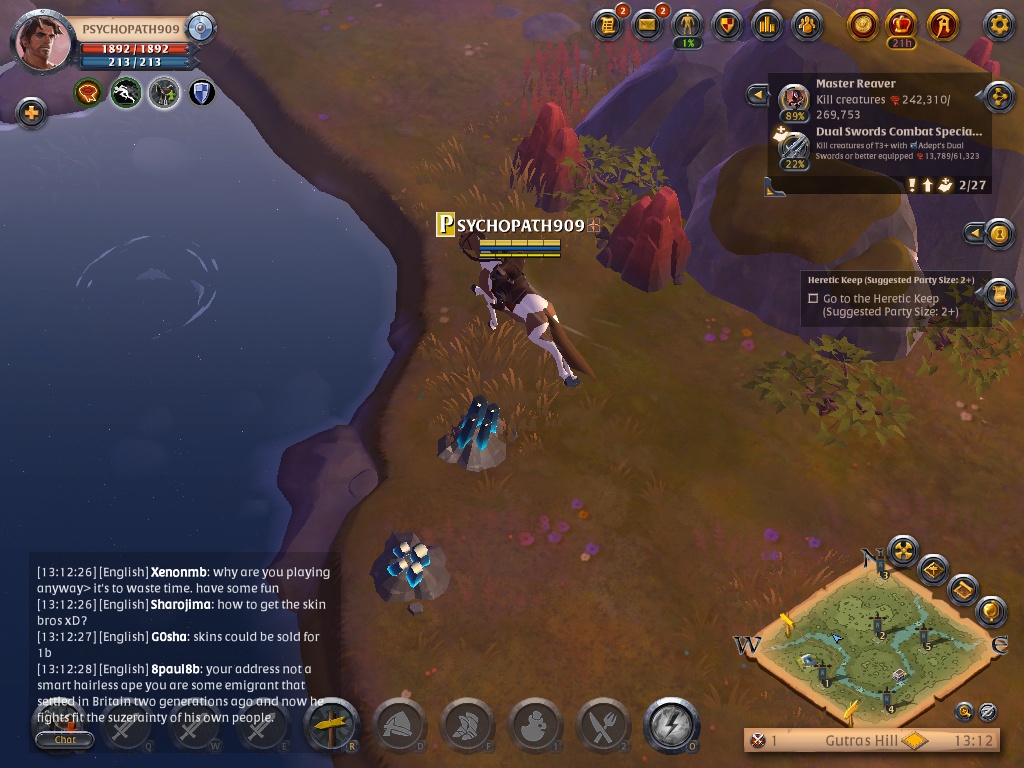 PSYCHOPATH909
1892 / 1892
213 / 213
2
2
1%
21h
Master Reaver
Kill creatures 242,310/
269,753
89%
Dual Swords Combat Specia...
Kill creatures of T3+ with Adept's Dual
Swords or better equipped 13,789/61,323
22%
2/27
PSYCHOPATH909
Heretic Keep (Suggested Party Size: 2+)
Go to the Heretic Keep
(Suggested Party Size: 2+)
[13:12:26] [English] Xenonmb: why are you playing
anyway> it's to waste time. have some fun
[13:12:26] [English] Sharojima: how to get the skin
bros xD?
[13:12:27] [English] G0sha: skins could be sold for
1b
[13:12:28] [English] 8paul8b: your address not a
smart hairless ape you are some emigrant that
settled in Britain two generations ago and now he
fights fit the suzerainty of his own people.
Chat
Q
W
E
R
D
F
1
2
O
N
W
E
3
2
5
1
4
1
Gutras Hill
13:12